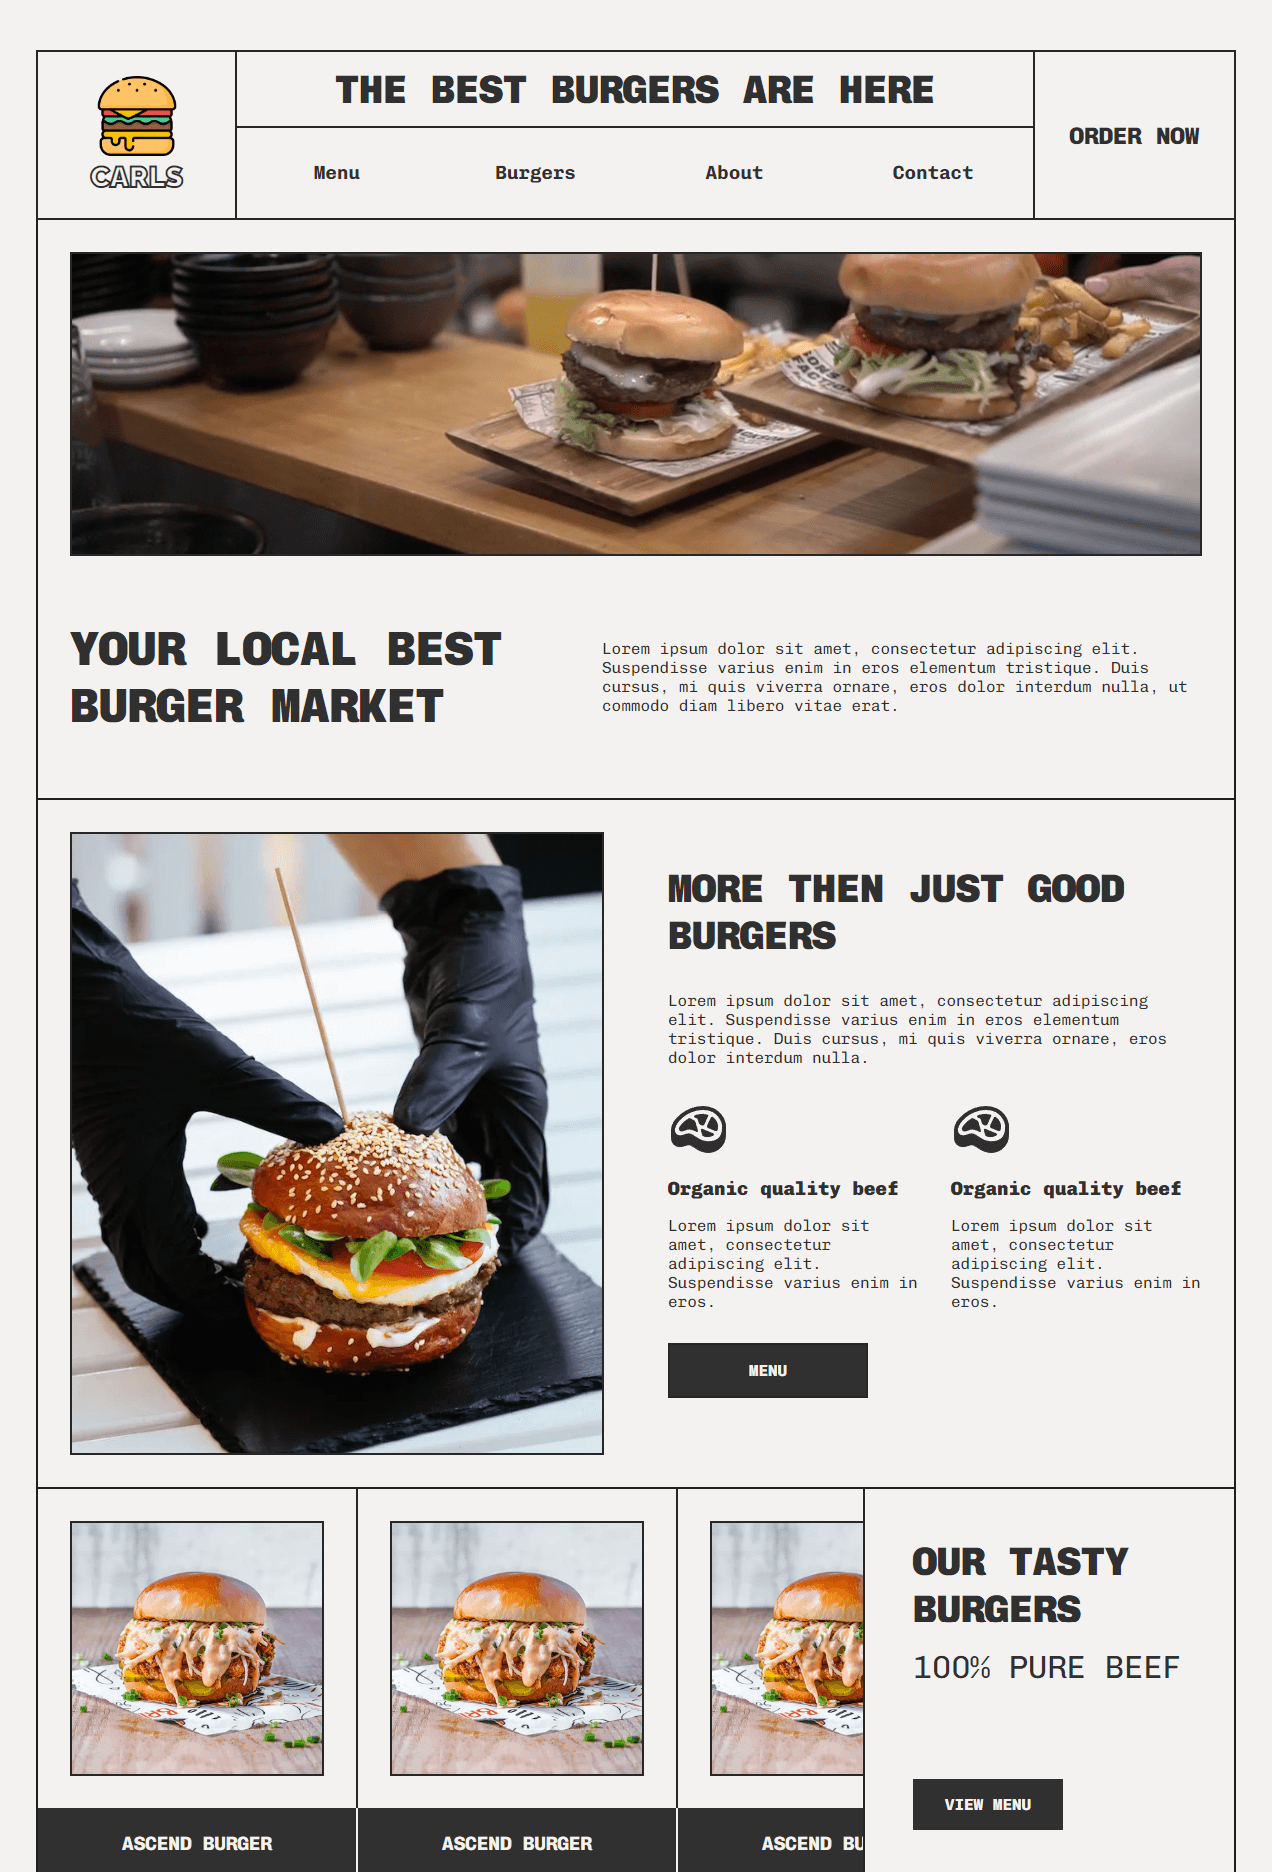 CARLS
THE BEST BURGERS ARE HERE
Menu
Burgers
About
Contact
ORDER NOW
YOUR LOCAL BEST
BURGER MARKET
Lorem ipsum dolor sit amet, consectetur adipiscing elit.
Suspendisse varius enim in eros elementum tristique. Duis
cursus, mi quis viverra ornare, eros dolor interdum nulla, ut
commodo diam libero vitae erat.
MORE THEN JUST GOOD
BURGERS
Lorem ipsum dolor sit amet, consectetur adipiscing
elit. Suspendisse varius enim in eros elementum
tristique. Duis cursus, mi quis viverra ornare, eros
dolor interdum nulla.
Organic quality beef
Lorem ipsum dolor sit
amet, consectetur
adipiscing elit.
Suspendisse varius enim in
eros.
Organic quality beef
Lorem ipsum dolor sit
amet, consectetur
adipiscing elit.
Suspendisse varius enim in
eros.
MENU
ASCEND BURGER
ASCEND BURGER
ASCEND BU
OUR TASTY
BURGERS
100% PURE BEEF
VIEW MENU